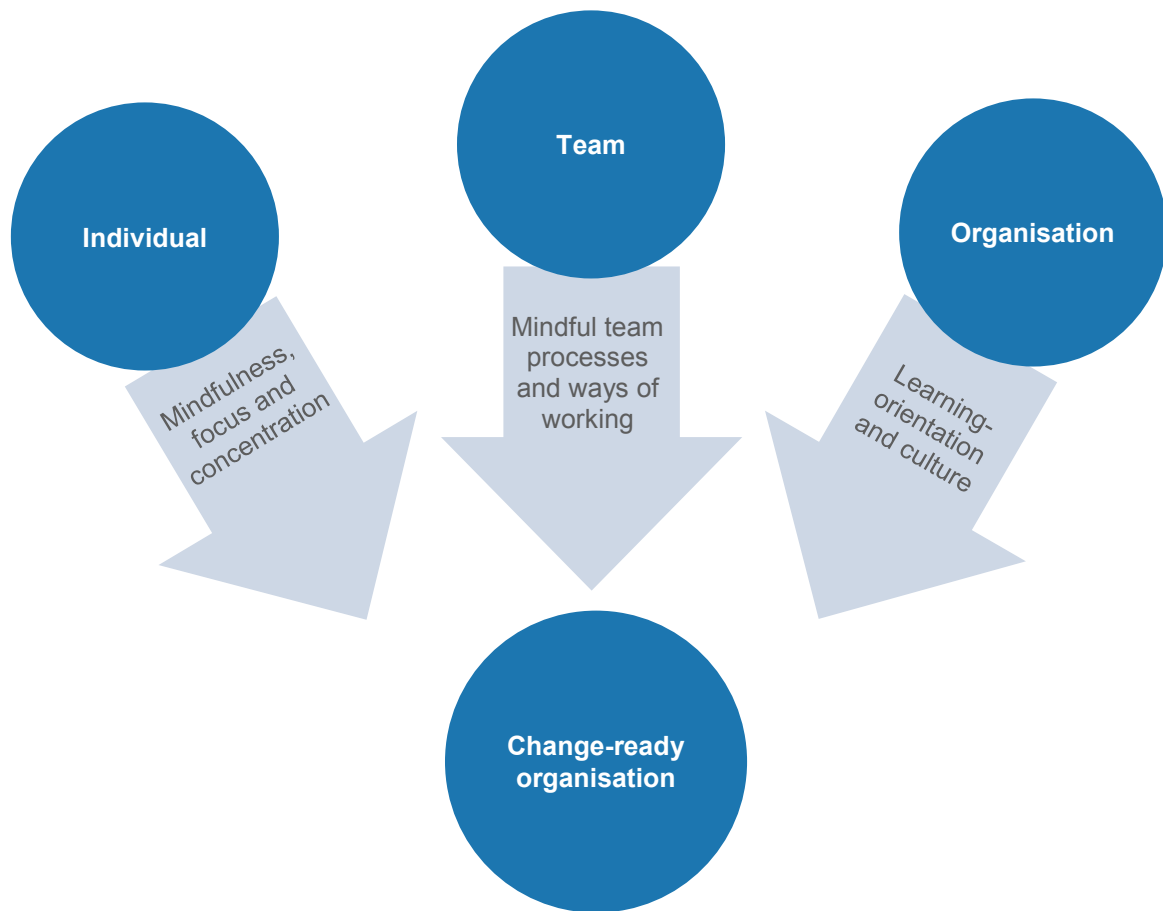 Team
Individual
Organisation
Mindfulness,
focus and
concentration
Mindful team
processes
and ways of
working
Learning-
orientation
and culture
Change-ready
organisation